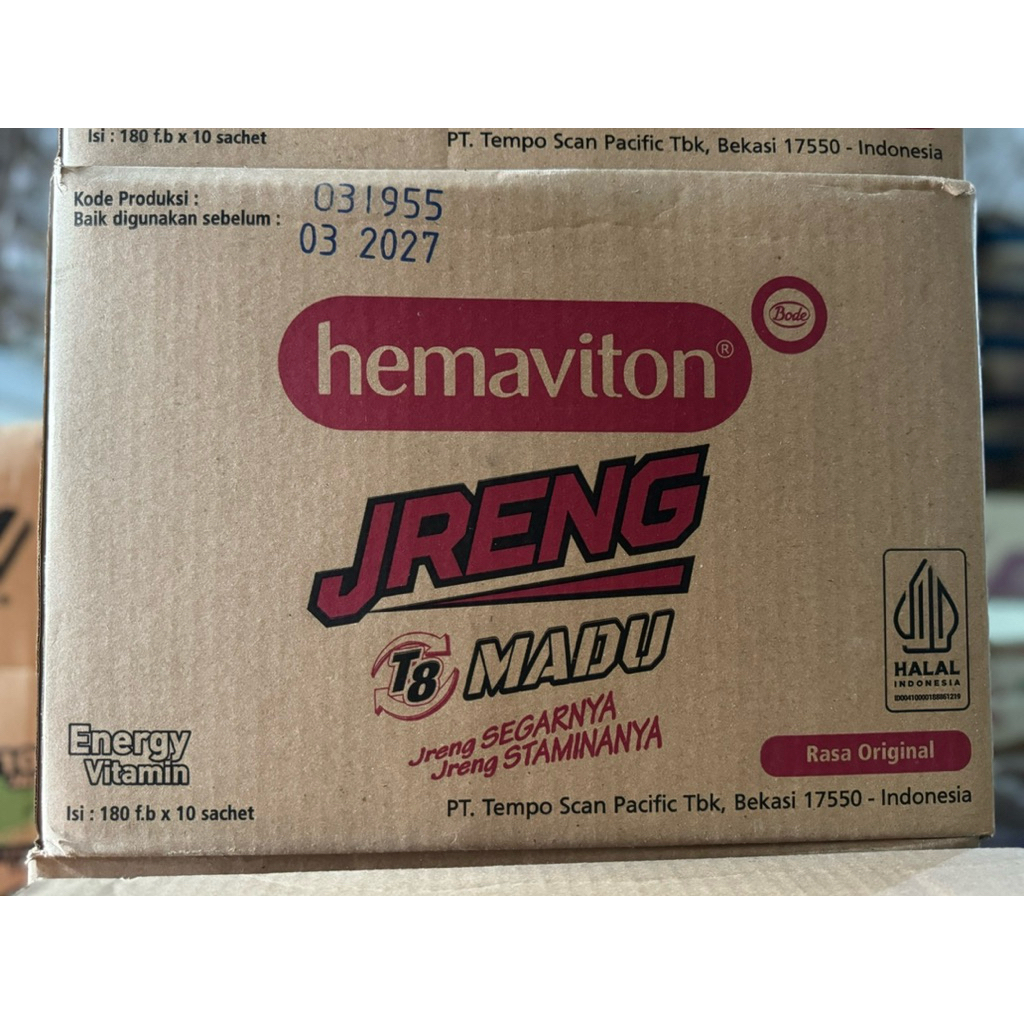 Isi : 180 f.b x 10 sachet
PT. Tempo Scan Pacific Tbk, Bekasi 17550 - Indonesia
Kode Produksi : 031955
Baik digunakan sebelum : 03 2027
Bode
hemaviton®
JRENG
T8 MADU
Jreng SEGARNYA
Jreng STAMINANYA
HALAL
INDONESIA
Energy
Vitamin
Rasa Original
Isi : 180 f.b x 10 sachet
PT. Tempo Scan Pacific Tbk, Bekasi 17550 - Indonesia